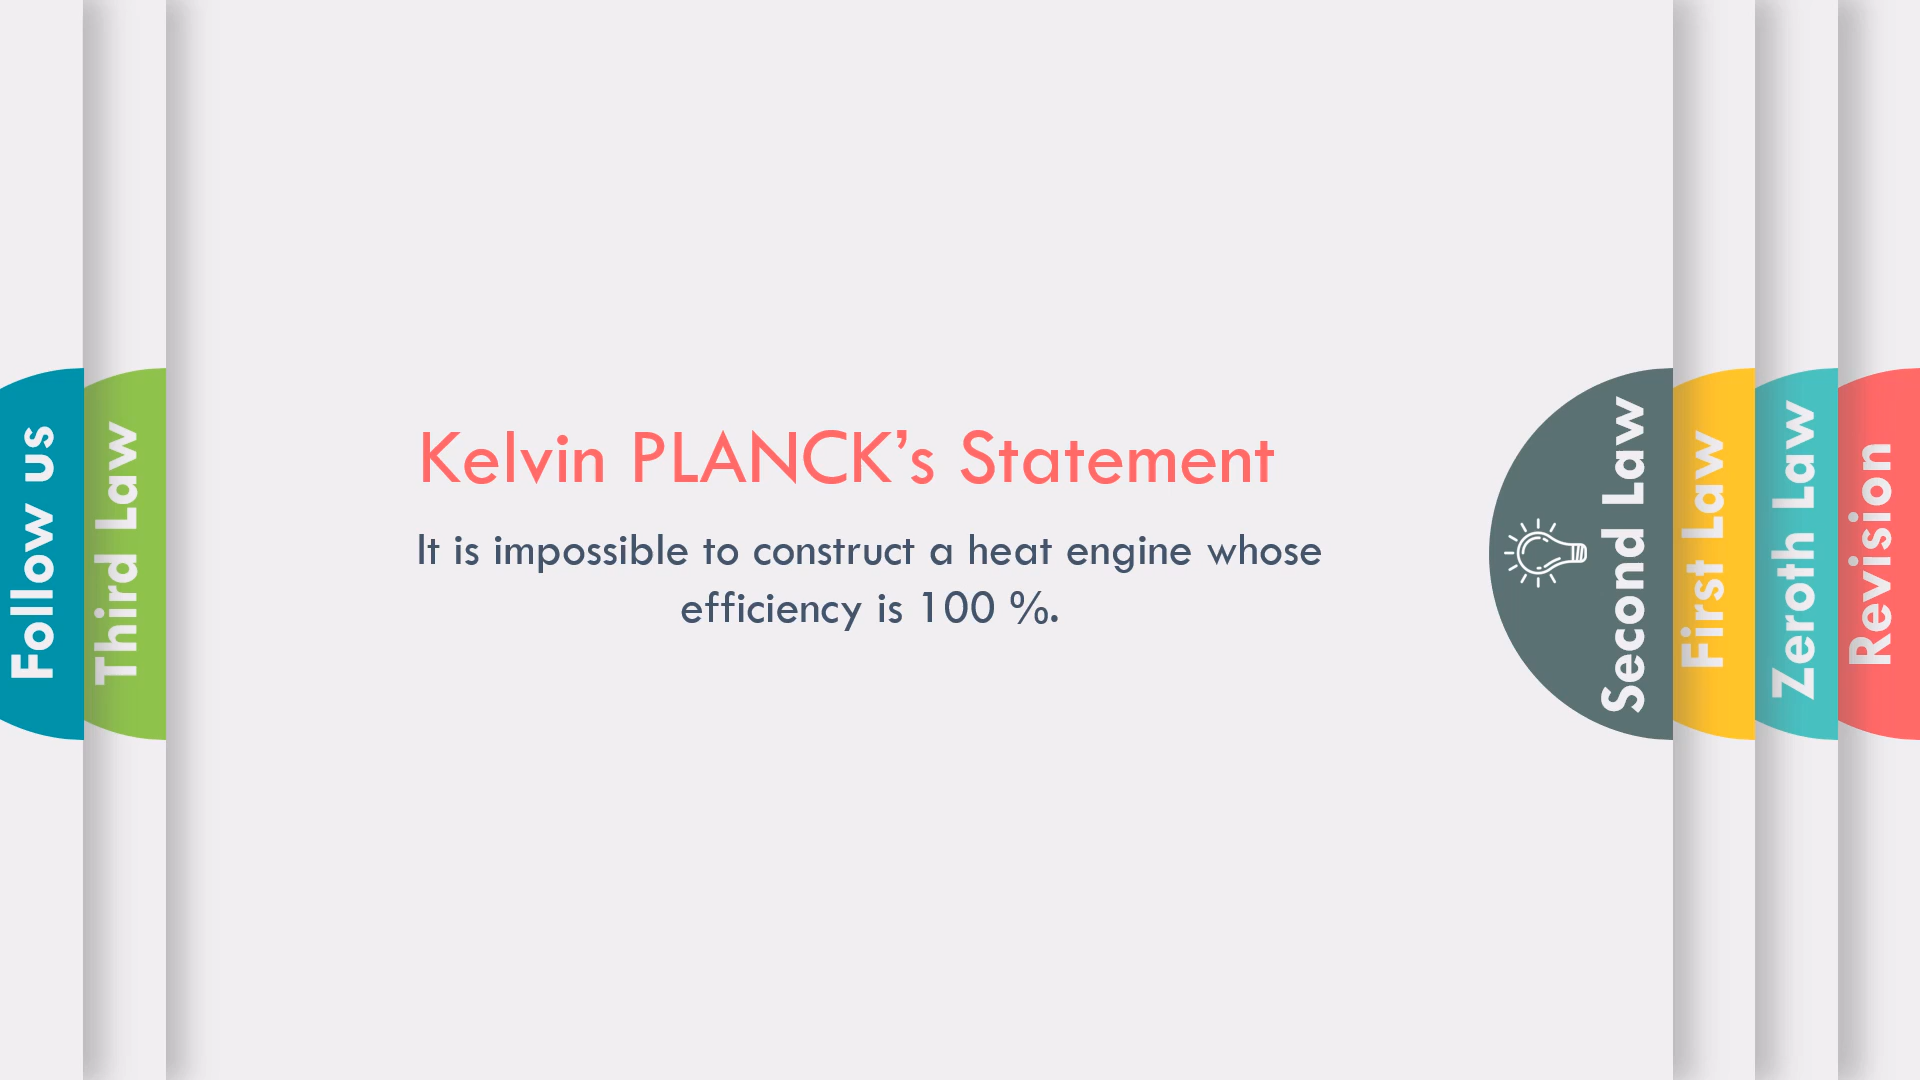 Follow us
Third Law
Kelvin PLANCK’s Statement
It is impossible to construct a heat engine whose
efficiency is 100 %.
Second Law
First Law
Zeroth Law
Revision